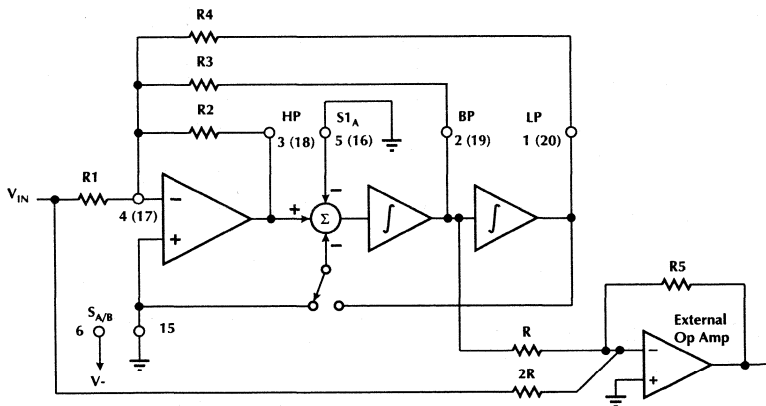 R4
R3
R2
HP
3 (18)
S1A
5 (16)
BP
2 (19)
LP
1 (20)
R1
VIN
4 (17)
−
+
+
−
Σ
−
∫
∫
SA/B
6
V-
15
R5
External
Op Amp
R
2R
−
+